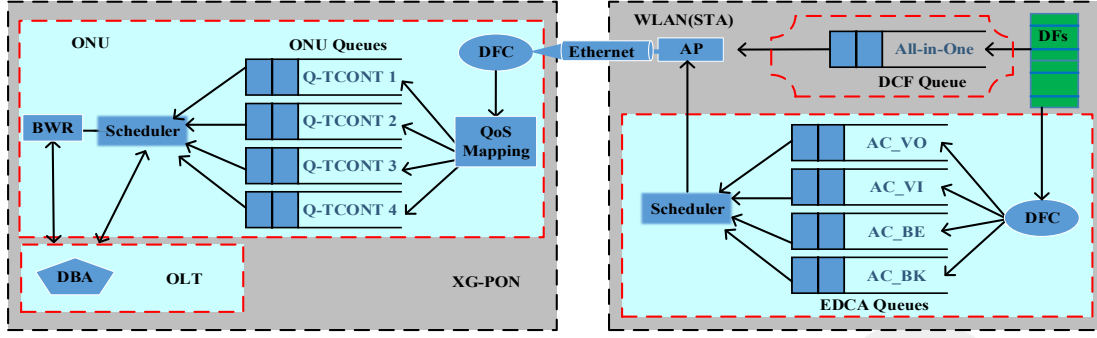 ONU
ONU Queues
DFC
Q-TCONT 1
Q-TCONT 2
Q-TCONT 3
Q-TCONT 4
BWR
Scheduler
QoS
Mapping
DBA
OLT
XG-PON
Ethernet
WLAN(STA)
AP
All-in-One
DCF Queue
DFs
AC_VO
AC_VI
AC_BE
AC_BK
Scheduler
DFC
EDCA Queues